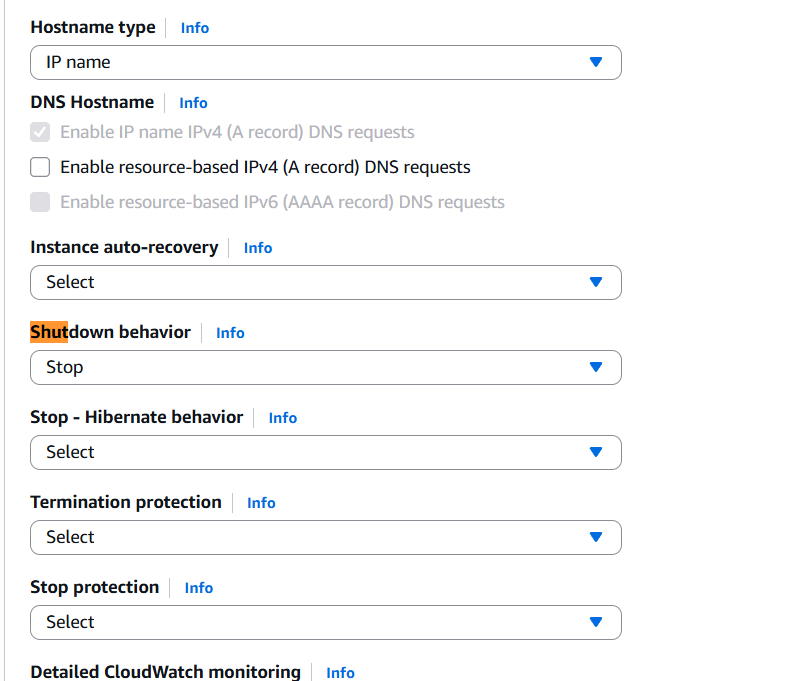 Hostname type Info
IP name
DNS Hostname Info
Enable IP name IPv4 (A record) DNS requests
Enable resource-based IPv4 (A record) DNS requests
Enable resource-based IPv6 (AAAA record) DNS requests
Instance auto-recovery Info
Select
Shutdown behavior Info
Stop
Stop - Hibernate behavior Info
Select
Termination protection Info
Select
Stop protection Info
Select
Detailed CloudWatch monitoring Info